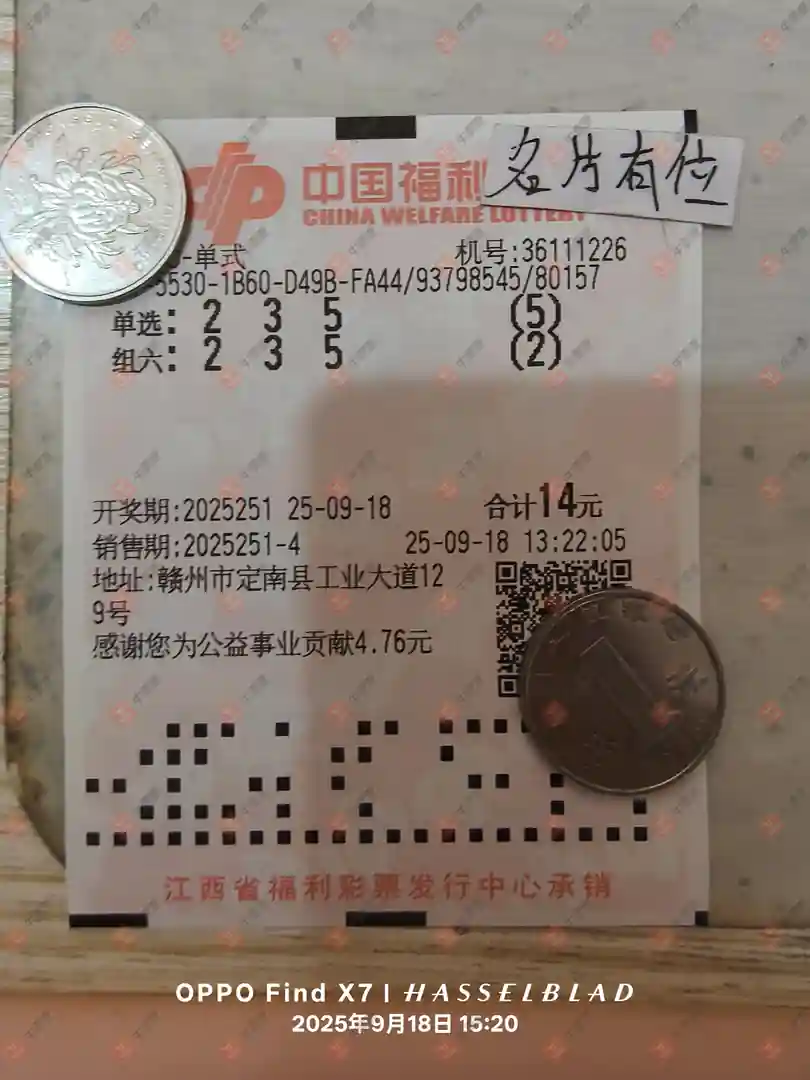 中国福利
CHINA WELFARE LOTTERY
名片有位
-单式
机号:36111226
-5530-1B60-D49B-FA44/93798545/80157
单选: 2 3 5 (5)
组六: 2 3 5 (2)
开奖期:2025251 25-09-18 合计14元
销售期:2025251-4 25-09-18 13:22:05
地址:赣州市定南县工业大道12
9号
感谢您为公益事业贡献4.76元
江西省福利彩票发行中心承销
OPPO Find X7 | HASSELBLAD
2025年9月18日 15:20